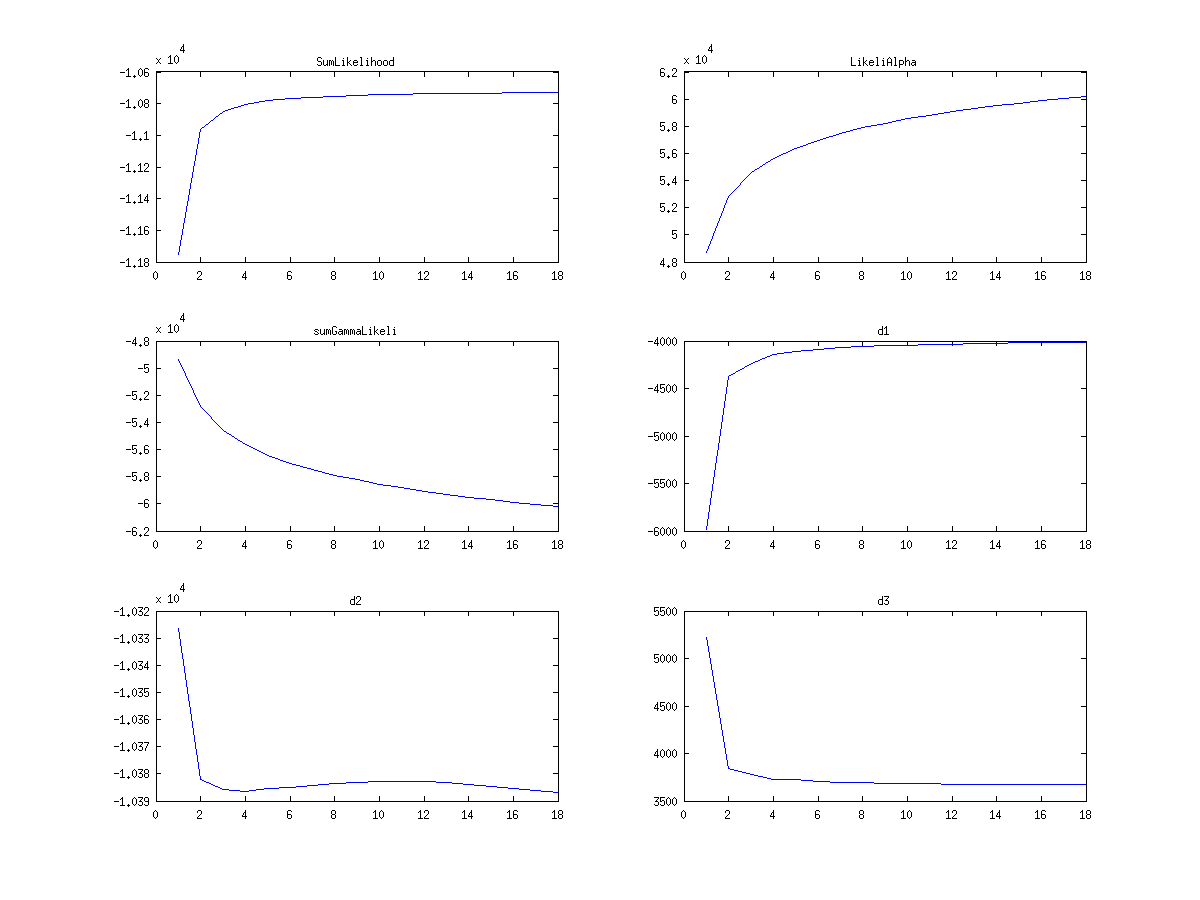 x 10^4
SumLikelihood
-1.06
-1.08
-1.1
-1.12
-1.14
-1.16
-1.18
0 2 4 6 8 10 12 14 16 18
x 10^4
LikeliAlpha
6.2
6
5.8
5.6
5.4
5.2
5
4.8
0 2 4 6 8 10 12 14 16 18
x 10^4
sumGammaLikeli
-4.8
-5
-5.2
-5.4
-5.6
-5.8
-6
-6.2
0 2 4 6 8 10 12 14 16 18
d1
-4000
-4500
-5000
-5500
-6000
0 2 4 6 8 10 12 14 16 18
x 10^4
d2
-1.032
-1.033
-1.034
-1.035
-1.036
-1.037
-1.038
-1.039
0 2 4 6 8 10 12 14 16 18
d3
5500
5000
4500
4000
3500
0 2 4 6 8 10 12 14 16 18